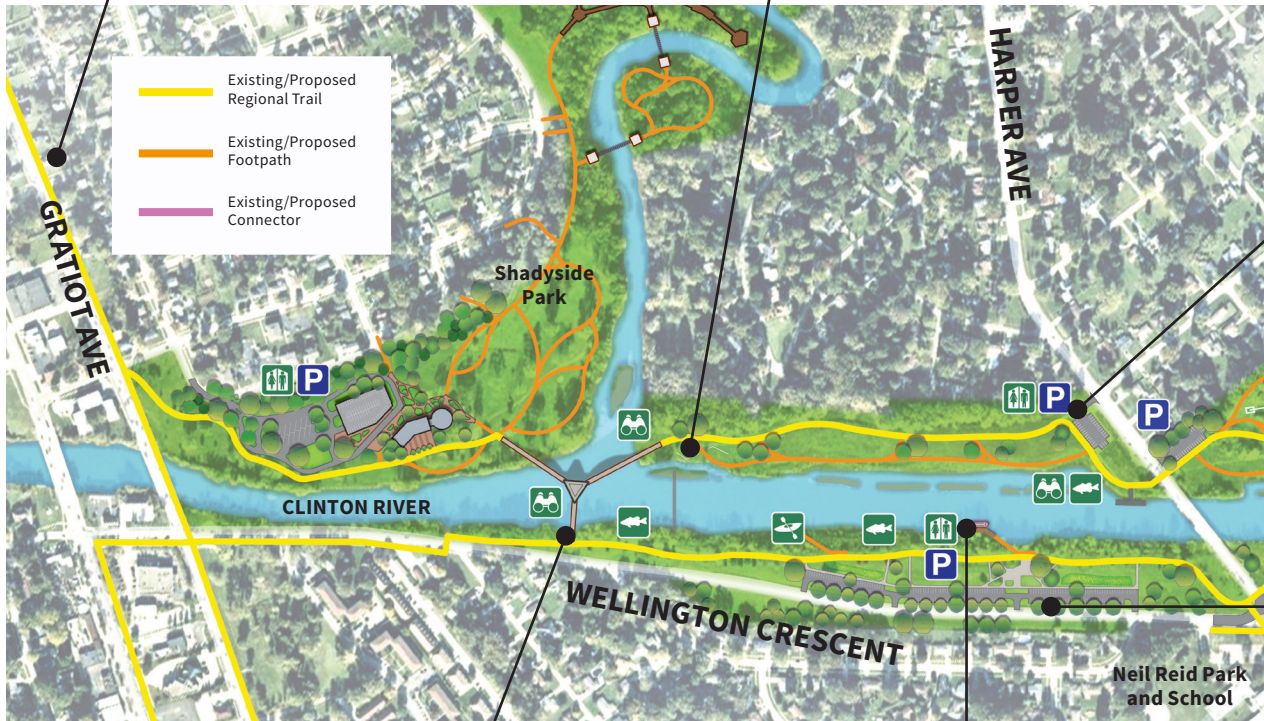 Existing/Proposed
Regional Trail
Existing/Proposed
Footpath
Existing/Proposed
Connector
GRATIOT AVE
HARPER AVE
Shadyside
Park
P
P
P
CLINTON RIVER
P
WELLINGTON CRESCENT
Neil Reid Park
and School